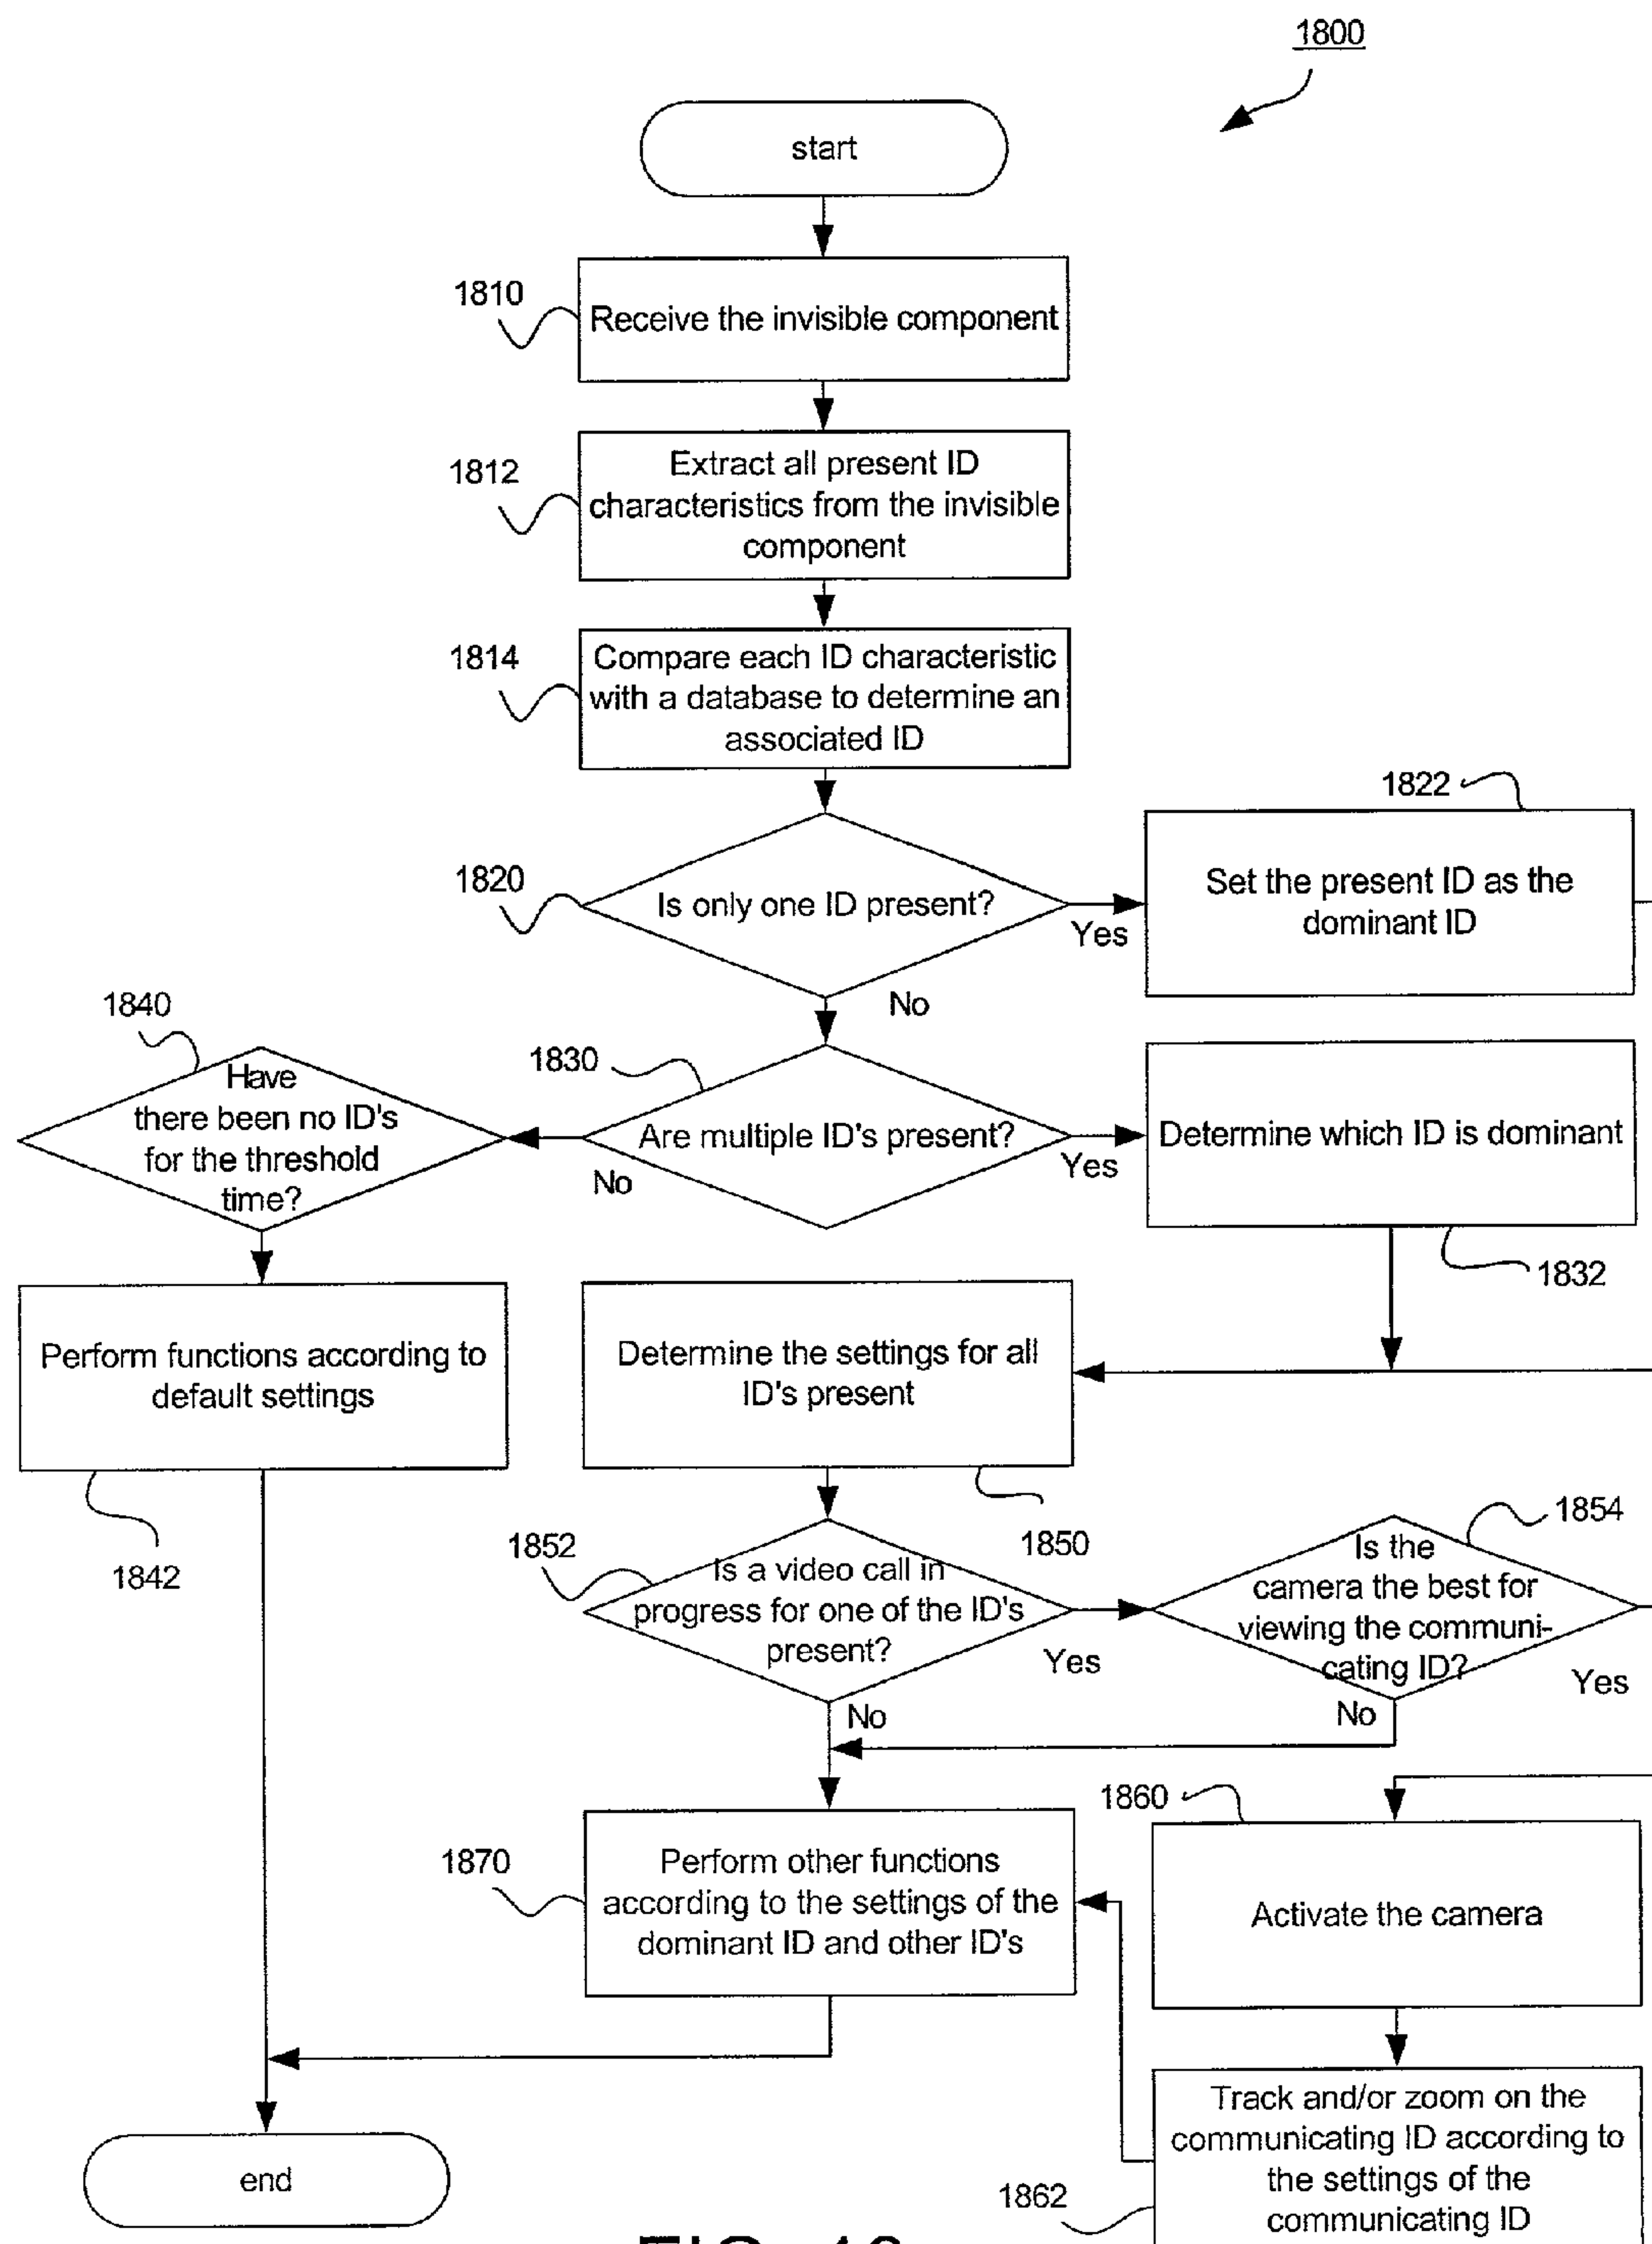 1800
start
1810
Receive the invisible component
1812
Extract all present ID
characteristics from the invisible
component
1814
Compare each ID characteristic
with a database to determine an
associated ID
1822
Set the present ID as the
dominant ID
1820
Is only one ID present?
Yes
No
1840
Have
there been no ID's
for the threshold
time?
1830
Are multiple ID's present?
Yes
No
Determine which ID is dominant
1832
Perform functions according to
default settings
1842
Determine the settings for all
ID's present
1850
1852
Is a video call in
progress for one of the ID's
present?
Yes
No
1854
Is the
camera the best for
viewing the communi-
cating ID?
Yes
No
1860
Activate the camera
1870
Perform other functions
according to the settings of the
dominant ID and other ID's
Track and/or zoom on the
communicating ID according to
the settings of the
communicating ID
1862
end